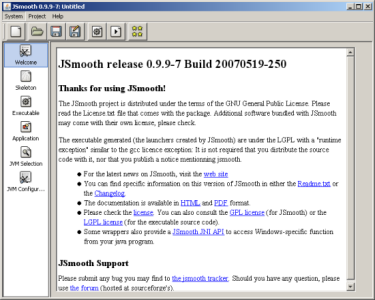 JSmooth 0.9.9-7: Untitled
System Project Help
Welcome
Skeleton
Executable
Application
JVM Selection
JVM Configur...
JSmooth release 0.9.9-7 Build 20070519-250
Thanks for using JSmooth!
The JSmooth project is distributed under the terms of the GNU General Public License. Please
read the License.txt file that comes with the package. Additional software bundled with JSmooth
may come with their own license, please check.
The executable generated (the launchers created by JSmooth) are under the LGPL with a "runtime
exception" similar to the gcc licence exception: It is not required that you distribute the source
code with it, nor that you publish a notice mentionning jsmooth.
● For the latest news on JSmooth, visit the web site
● You can find specific information on this version of JSmooth in either the Readme.txt or
the Changelog.
● The documentation is available in HTML and PDF format.
● Please check the license. You can also consult the GPL license (for JSmooth) or the
LGPL license (for the executable source code).
● Some wrappers also provide a JSmooth JNI API to access Windows-specific function
from your java program.
JSmooth Support
Please submit any bug you may find to the jsmooth tracker. Should you have any question, please
use the forum (hosted at sourceforge's).